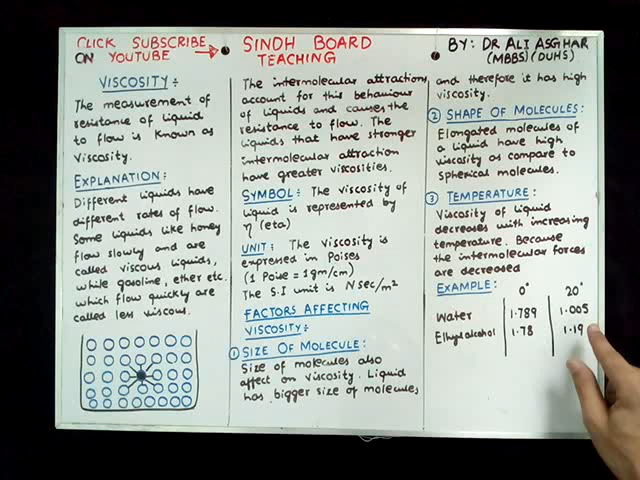 CLICK SUBSCRIBE
ON YOUTUBE
SINDH BOARD
TEACHING
BY: DR ALI ASGHAR
(MBBS) (DUHS)
VISCOSITY:
The measurement of
resistance of liquid
to flow is known as
viscosity.
EXPLANATION:
Different liquids have
different rates of flow.
Some liquids like honey
flow slowly and are
called viscous liquids,
while gasoline, ether etc.
which flow quickly are
called less viscous.
The intermolecular attractions
account for this behaviour
of liquids and causes the
resistance to flow. The
liquids that have stronger
intermolecular attraction
have greater viscosities.
SYMBOL: The viscosity of
liquid is represented by
η (eta)
UNIT: The viscosity is
expressed in Poises
(1 Poise = 1gm/cm)
The S.I unit is N sec/m²
FACTORS AFFECTING
VISCOSITY:
① SIZE OF MOLECULE:
Size of molecules also
affect on viscosity. Liquid
has bigger size of molecules
and therefore it has high
viscosity.
② SHAPE OF MOLECULES:
Elongated molecules of
a liquid have high
viscosity as compare to
spherical molecules.
③ TEMPERATURE:
Viscosity of liquid
decreases with increasing
temperature. Because
the intermolecular forces
are decreased
EXAMPLE: 0° 20°
Water 1.789 1.005
Elhyd alcohol 1.78 1.19